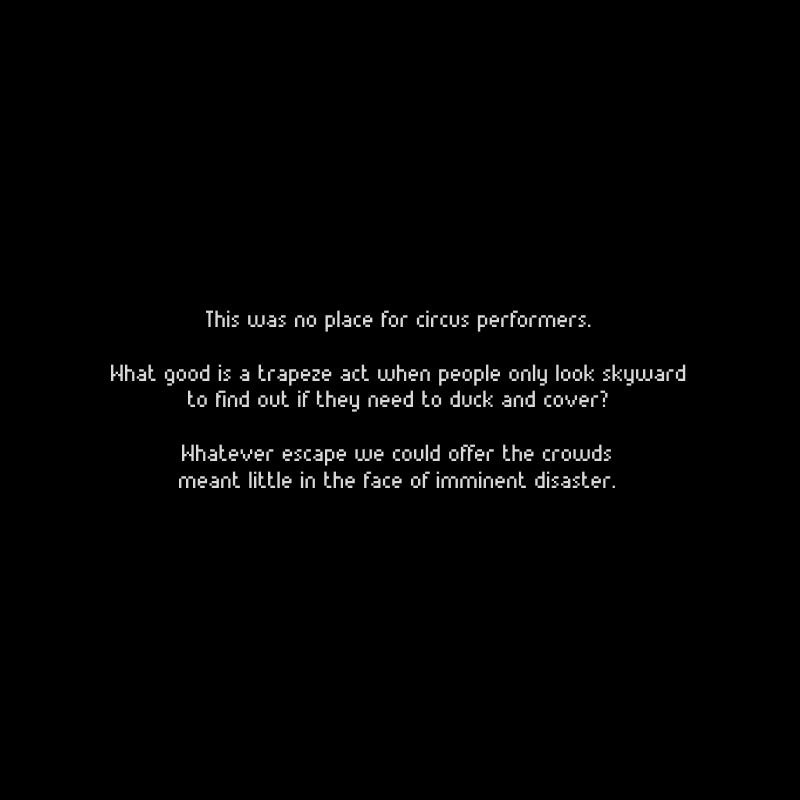 This was no place for circus performers.
What good is a trapeze act when people only look skyward
to find out if they need to duck and cover?
Whatever escape we could offer the crowds
meant little in the face of imminent disaster.